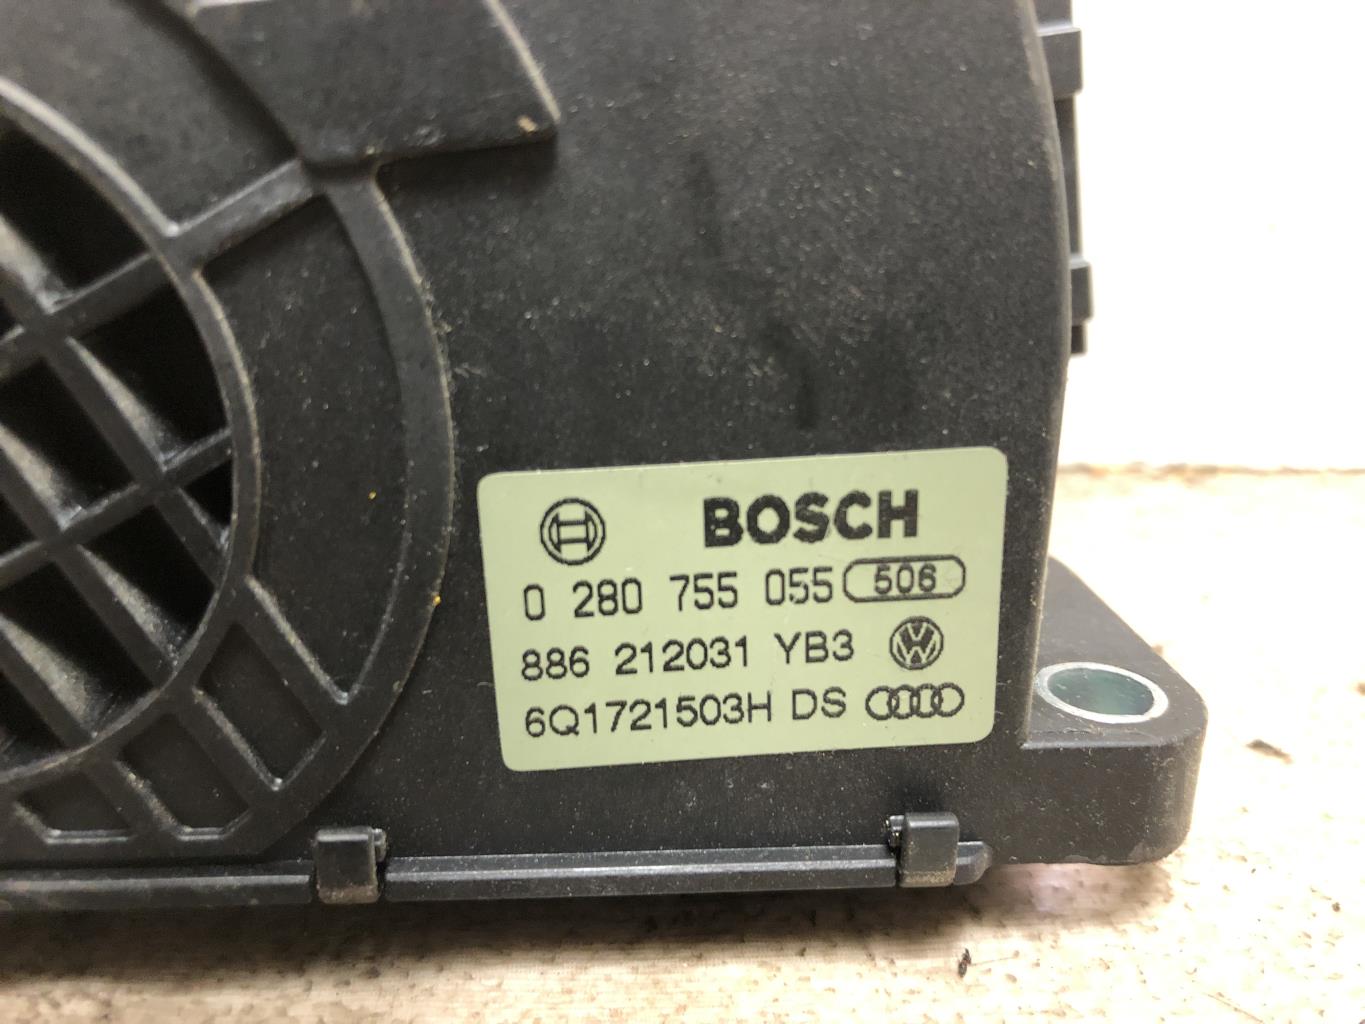 BOSCH
0 280 755 055 506
886 212031 YB3
6Q1721503H DS